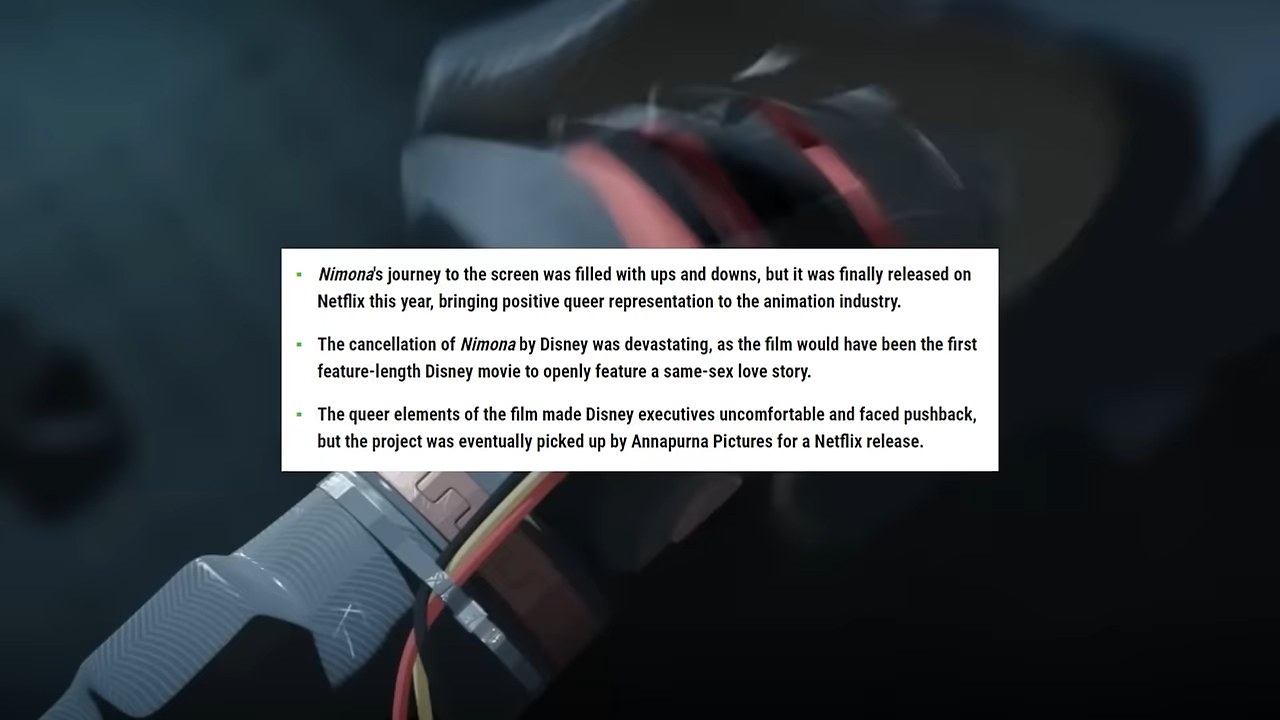 Nimona's journey to the screen was filled with ups and downs, but it was finally released on
Netflix this year, bringing positive queer representation to the animation industry.
The cancellation of Nimona by Disney was devastating, as the film would have been the first
feature-length Disney movie to openly feature a same-sex love story.
The queer elements of the film made Disney executives uncomfortable and faced pushback,
but the project was eventually picked up by Annapurna Pictures for a Netflix release.